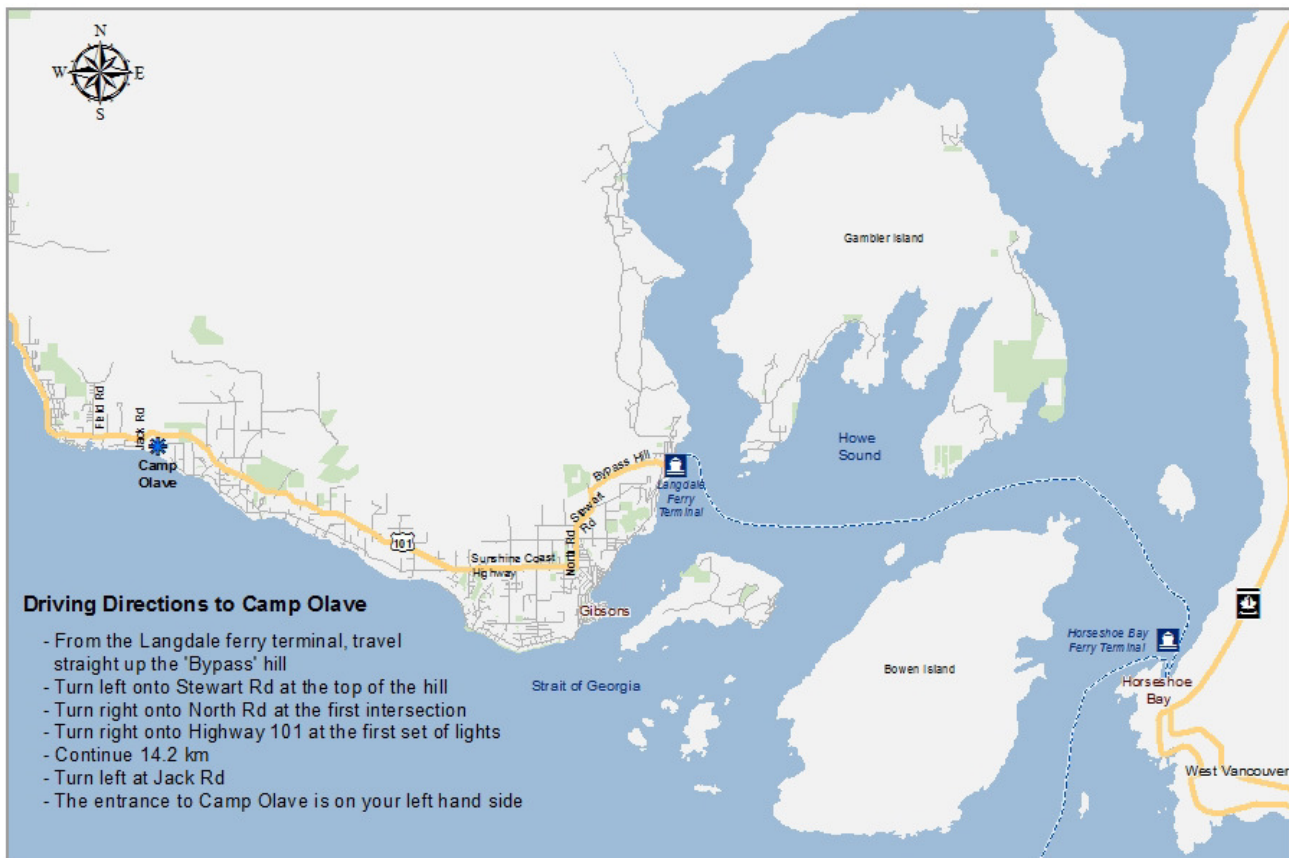 N
W E
S
Gambler Island
Field Rd
Jack Rd
Camp
Olave
Howe
Sound
Bypass Hill
Langdale
Ferry
Terminal
Stewart
Rd
North Rd
101
Sunshine Coast
Highway
Gibsons
Driving Directions to Camp Olave
- From the Langdale ferry terminal, travel
straight up the 'Bypass' hill
- Turn left onto Stewart Rd at the top of the hill
- Turn right onto North Rd at the first intersection
- Turn right onto Highway 101 at the first set of lights
- Continue 14.2 km
- Turn left at Jack Rd
- The entrance to Camp Olave is on your left hand side
Strait of Georgia
Bowen Island
Horseshoe Bay
Ferry Terminal
Horseshoe
Bay
West Vancouver